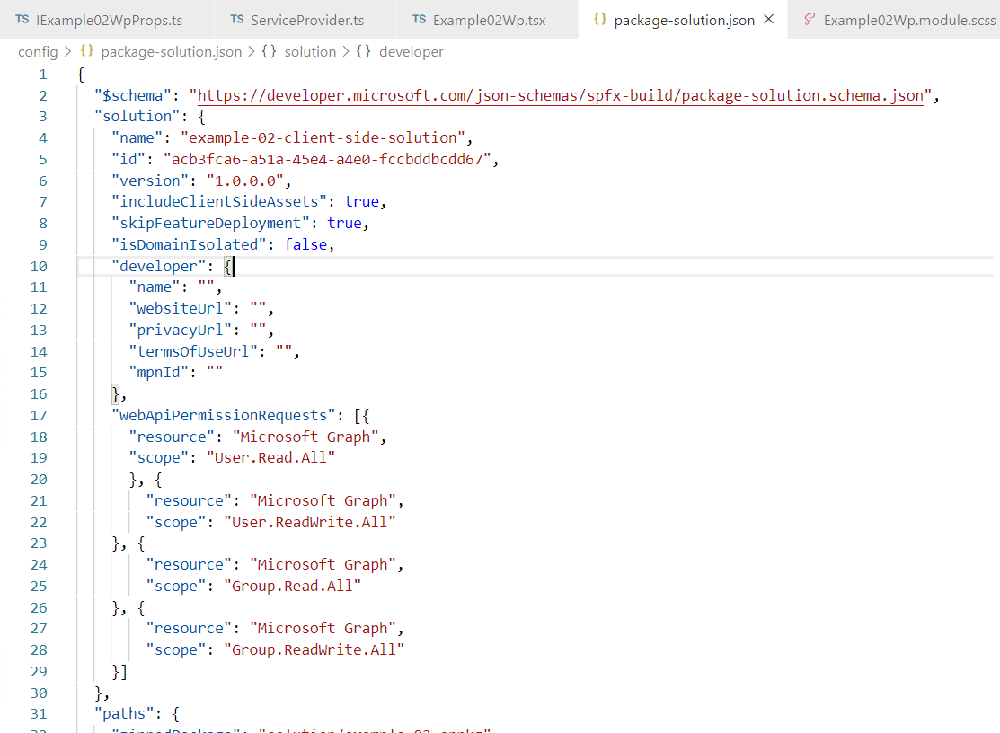 TS IExample02WpProps.ts TS ServiceProvider.ts TS Example02Wp.tsx {} package-solution.json × Example02Wp.module.scss
config > {} package-solution.json > {} solution > {} developer
1 {
2 "$schema": "https://developer.microsoft.com/json-schemas/spfx-build/package-solution.schema.json",
3 "solution": {
4 "name": "example-02-client-side-solution",
5 "id": "acb3fca6-a51a-45e4-a4e0-fccbddbcdd67",
6 "version": "1.0.0.0",
7 "includeClientSideAssets": true,
8 "skipFeatureDeployment": true,
9 "isDomainIsolated": false,
10 "developer": {
11 "name": "",
12 "websiteUrl": "",
13 "privacyUrl": "",
14 "termsOfUseUrl": "",
15 "mpnId": ""
16 },
17 "webApiPermissionRequests": [{
18 "resource": "Microsoft Graph",
19 "scope": "User.Read.All"
20 }, {
21 "resource": "Microsoft Graph",
22 "scope": "User.ReadWrite.All"
23 }, {
24 "resource": "Microsoft Graph",
25 "scope": "Group.Read.All"
26 }, {
27 "resource": "Microsoft Graph",
28 "scope": "Group.ReadWrite.All"
29 }]
30 },
31 "paths": {